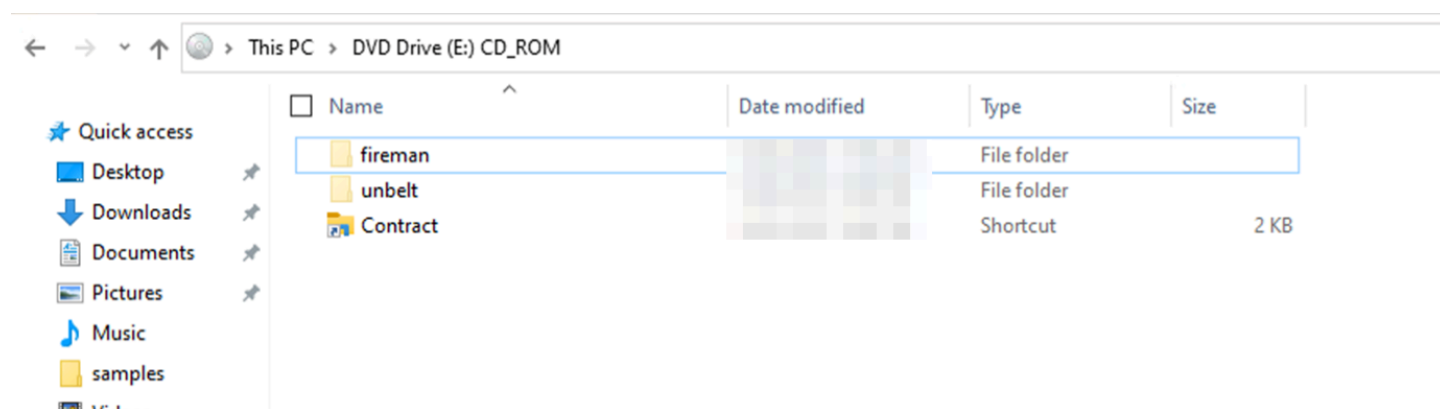 This PC > DVD Drive (E:) CD_ROM
Name Date modified Type Size
Quick access
fireman File folder
Desktop
unbelt File folder
Downloads
Contract Shortcut 2 KB
Documents
Pictures
Music
samples